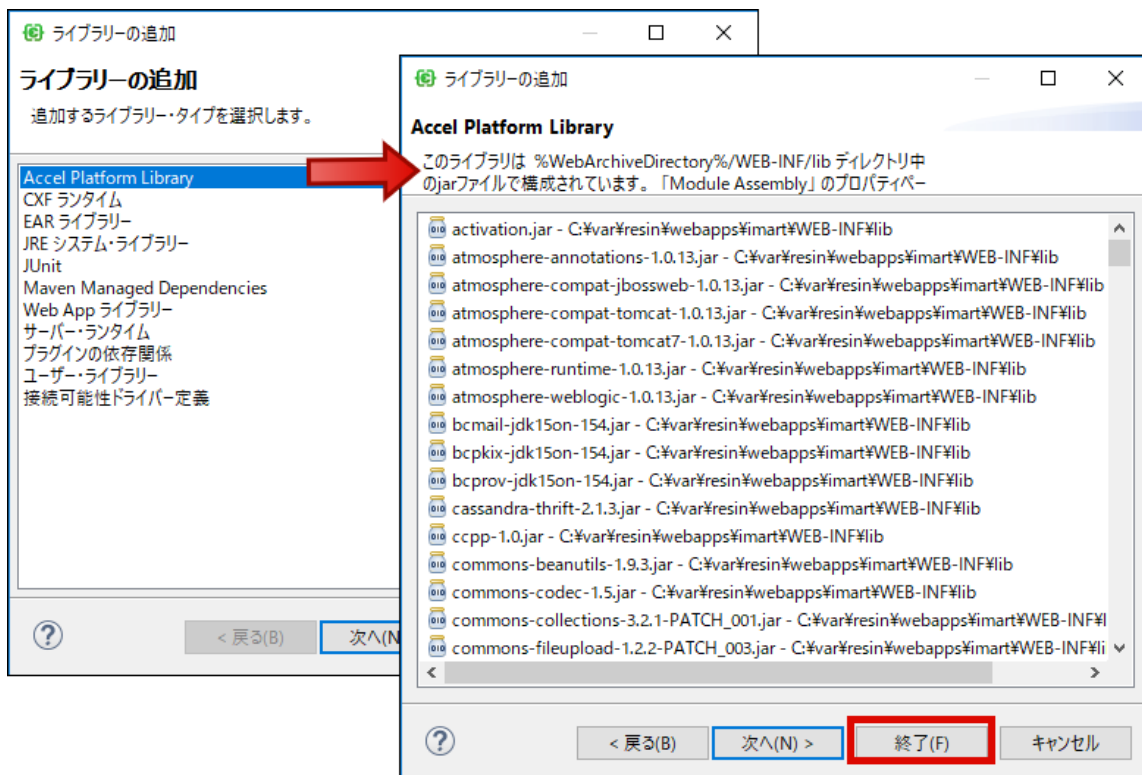 ライブラリーの追加
ライブラリーの追加
追加するライブラリー・タイプを選択します。
Accel Platform Library
CXF ランタイム
EAR ライブラリー
JRE システム・ライブラリー
JUnit
Maven Managed Dependencies
Web App ライブラリー
サーバー・ランタイム
プラグインの依存関係
ユーザー・ライブラリー
接続可能性ドライバー定義
< 戻る(B)
次へ(N
ライブラリーの追加
Accel Platform Library
このライブラリは %WebArchiveDirectory%/WEB-INF/lib ディレクトリ中
のjarファイルで構成されています。「Module Assembly」のプロパティペー
activation.jar - C:¥var¥resin¥webapps¥imart¥WEB-INF¥lib
atmosphere-annotations-1.0.13.jar - C:¥var¥resin¥webapps¥imart¥WEB-INF¥lib
atmosphere-compat-jbossweb-1.0.13.jar - C:¥var¥resin¥webapps¥imart¥WEB-INF¥lib
atmosphere-compat-tomcat-1.0.13.jar - C:¥var¥resin¥webapps¥imart¥WEB-INF¥lib
atmosphere-compat-tomcat7-1.0.13.jar - C:¥var¥resin¥webapps¥imart¥WEB-INF¥lib
atmosphere-runtime-1.0.13.jar - C:¥var¥resin¥webapps¥imart¥WEB-INF¥lib
atmosphere-weblogic-1.0.13.jar - C:¥var¥resin¥webapps¥imart¥WEB-INF¥lib
bcmail-jdk15on-154.jar - C:¥var¥resin¥webapps¥imart¥WEB-INF¥lib
bcpkix-jdk15on-154.jar - C:¥var¥resin¥webapps¥imart¥WEB-INF¥lib
bcprov-jdk15on-154.jar - C:¥var¥resin¥webapps¥imart¥WEB-INF¥lib
cassandra-thrift-2.1.3.jar - C:¥var¥resin¥webapps¥imart¥WEB-INF¥lib
ccpp-1.0.jar - C:¥var¥resin¥webapps¥imart¥WEB-INF¥lib
commons-beanutils-1.9.3.jar - C:¥var¥resin¥webapps¥imart¥WEB-INF¥lib
commons-codec-1.5.jar - C:¥var¥resin¥webapps¥imart¥WEB-INF¥lib
commons-collections-3.2.1-PATCH_001.jar - C:¥var¥resin¥webapps¥imart¥WEB-INF¥l
commons-fileupload-1.2.2-PATCH_003.jar - C:¥var¥resin¥webapps¥imart¥WEB-INF¥li
< 戻る(B)
次へ(N) >
終了(F)
キャンセル